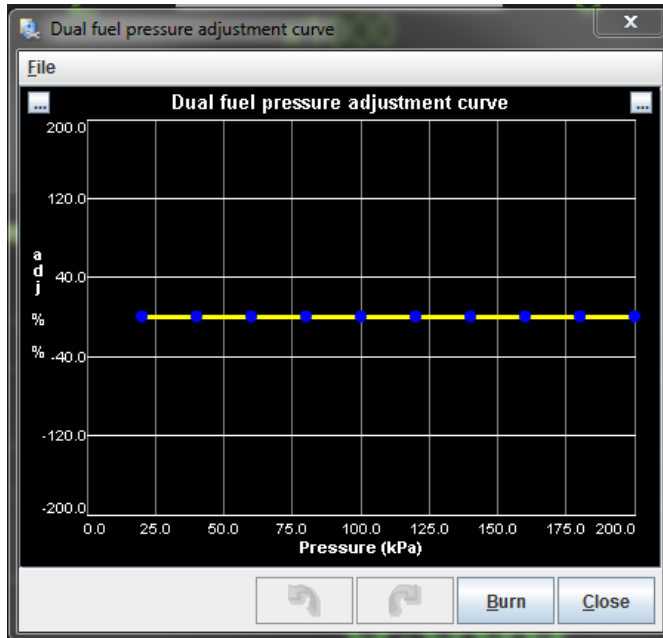 Dual fuel pressure adjustment curve
x
File
...
Dual fuel pressure adjustment curve
...
200.0
120.0
40.0
-40.0
-120.0
-200.0
adj % %
0.0 25.0 50.0 75.0 100.0 125.0 150.0 175.0 200.0
Pressure (kPa)
Burn
Close